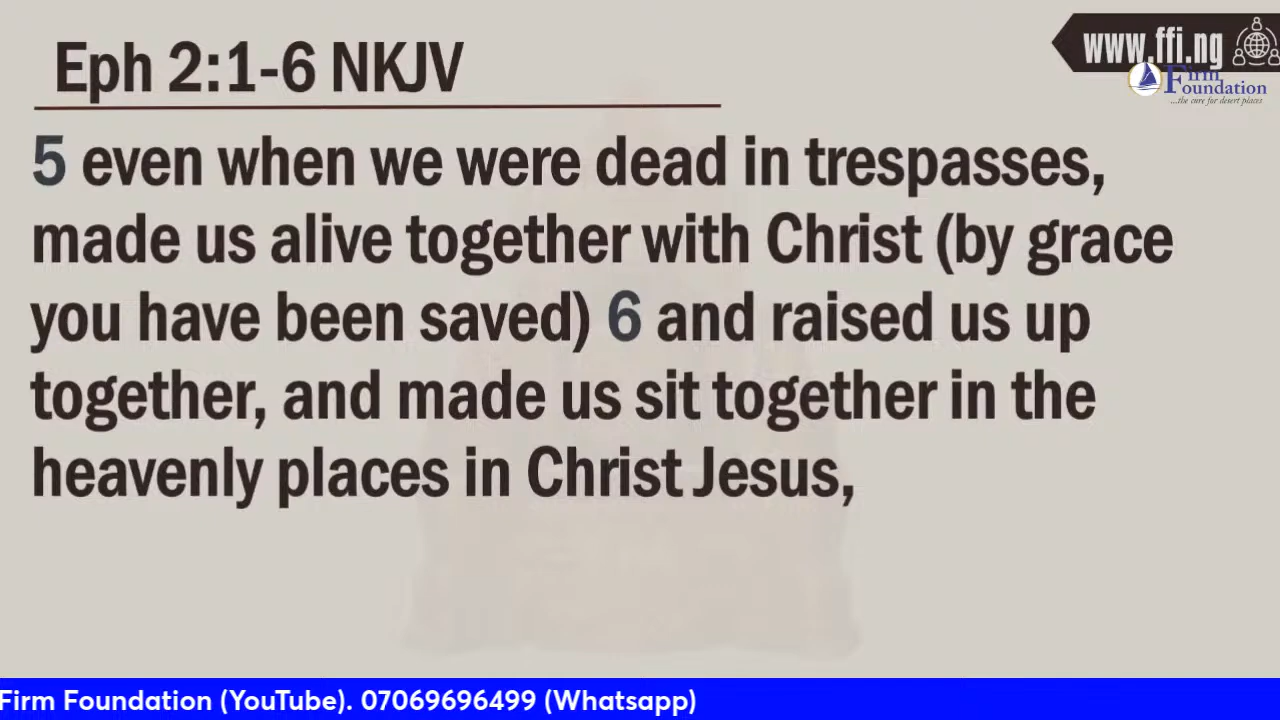 Eph 2:1-6 NKJV
www.ffi.ng
Firm
Foundation
...the cure for desert places
5 even when we were dead in trespasses,
made us alive together with Christ (by grace
you have been saved) 6 and raised us up
together, and made us sit together in the
heavenly places in Christ Jesus,
Firm Foundation (YouTube). 07069696499 (Whatsapp)